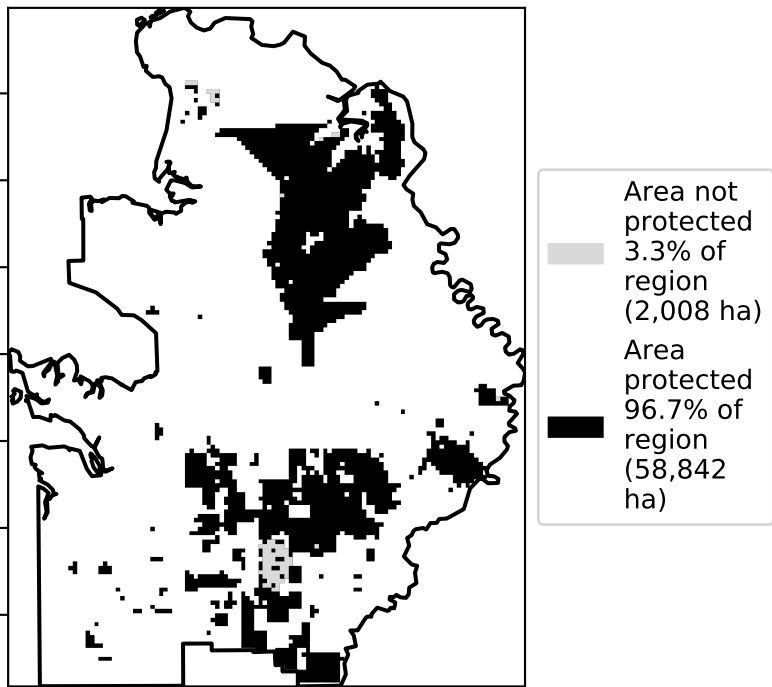 Area not
protected
3.3% of
region
(2,008 ha)
Area
protected
96.7% of
region
(58,842
ha)